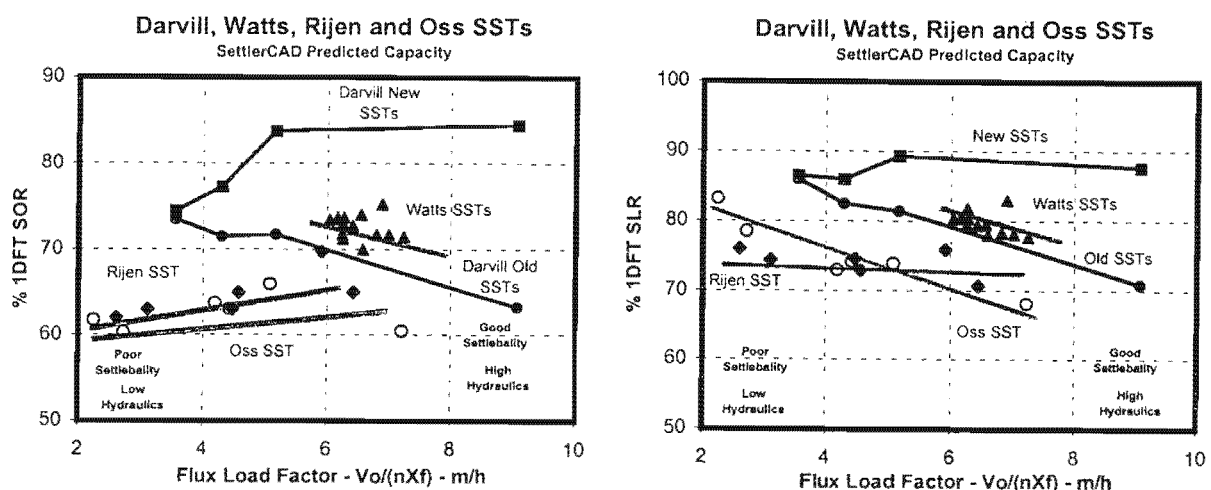 Darvill, Watts, Rijen and Oss SSTs
SettlerCAD Predicted Capacity
% 1DFT SOR
90
80
70
60
50
Darvill New
SSTs
Watts SSTs
Rijen SST
Darvill Old
SSTs
Oss SST
Poor
Settlebality
Low
Hydraulics
Good
Settlebality
High
Hydraulics
2
4
6
8
10
Flux Load Factor - Vo/(nXf) - m/h
Darvill, Watts, Rijen and Oss SSTs
SettlerCAD Predicted Capacity
% 1DFT SLR
100
90
80
70
60
50
New SSTs
Watts SSTs
Old SSTs
Rijen SST
Oss SST
Poor
Settlebality
Low
Hydraulics
Good
Settlebality
High
Hydraulics
2
4
6
8
10
Flux Load Factor - Vo/(nXf) - m/h